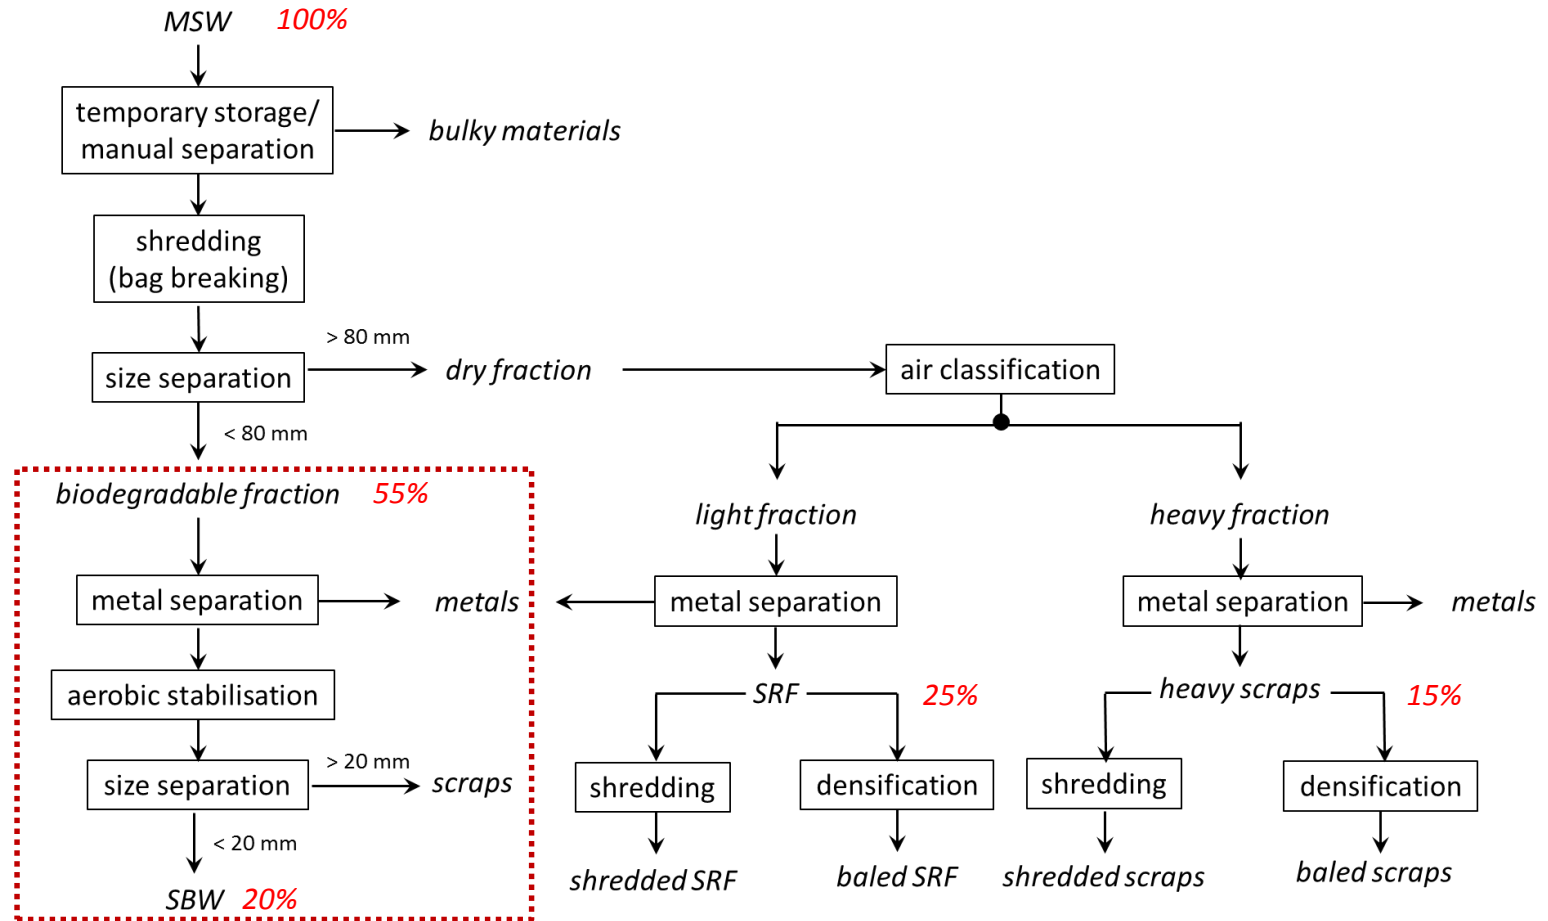 MSW 100%
temporary storage/
manual separation
bulky materials
shredding
(bag breaking)
> 80 mm
size separation
dry fraction
air classification
< 80 mm
biodegradable fraction 55%
light fraction
heavy fraction
metal separation
metals
metal separation
metal separation
metals
aerobic stabilisation
SRF
25%
heavy scraps
15%
size separation
> 20 mm
scraps
shredding
densification
shredding
densification
< 20 mm
shredded SRF
baled SRF
shredded scraps
baled scraps
SBW 20%